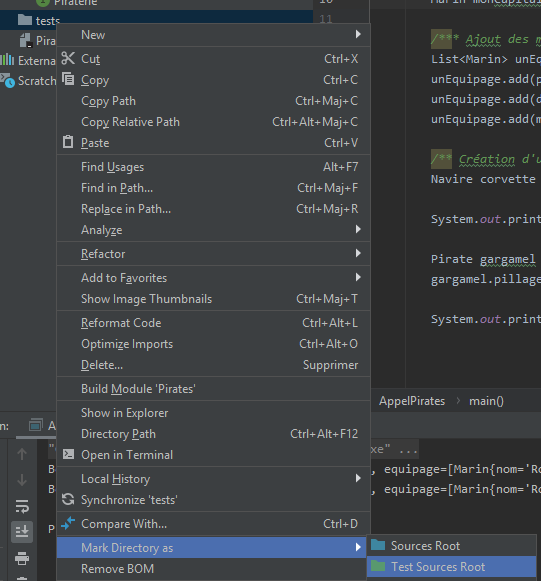 Piraterie
tests
Pira
Externa
Scratch
New
Cut Ctrl+X
Copy Ctrl+C
Copy Path Ctrl+Maj+C
Copy Relative Path Ctrl+Alt+Maj+C
Paste Ctrl+V
Find Usages Alt+F7
Find in Path... Ctrl+Maj+F
Replace in Path... Ctrl+Maj+R
Analyze
Refactor
Add to Favorites
Show Image Thumbnails Ctrl+Maj+T
Reformat Code Ctrl+Alt+L
Optimize Imports Ctrl+Alt+O
Delete... Supprimer
Build Module 'Pirates'
Show in Explorer
Directory Path Ctrl+Alt+F12
Open in Terminal
Local History
Synchronize 'tests'
Compare With... Ctrl+D
Mark Directory as
Remove BOM
Sources Root
Test Sources Root
11
/*** Ajout des m
List<Marin> unEq
unEquipage.add(p
unEquipage.add(d
unEquipage.add(m
/** Création d'u
Navire corvette
System.out.print
Pirate gargamel
gargamel.pillage
System.out.print
AppelPirates > main()
n: A
xe" ...
B , equipage=[Marin{nom='Ro
B , equipage=[Marin{nom='Ro
P